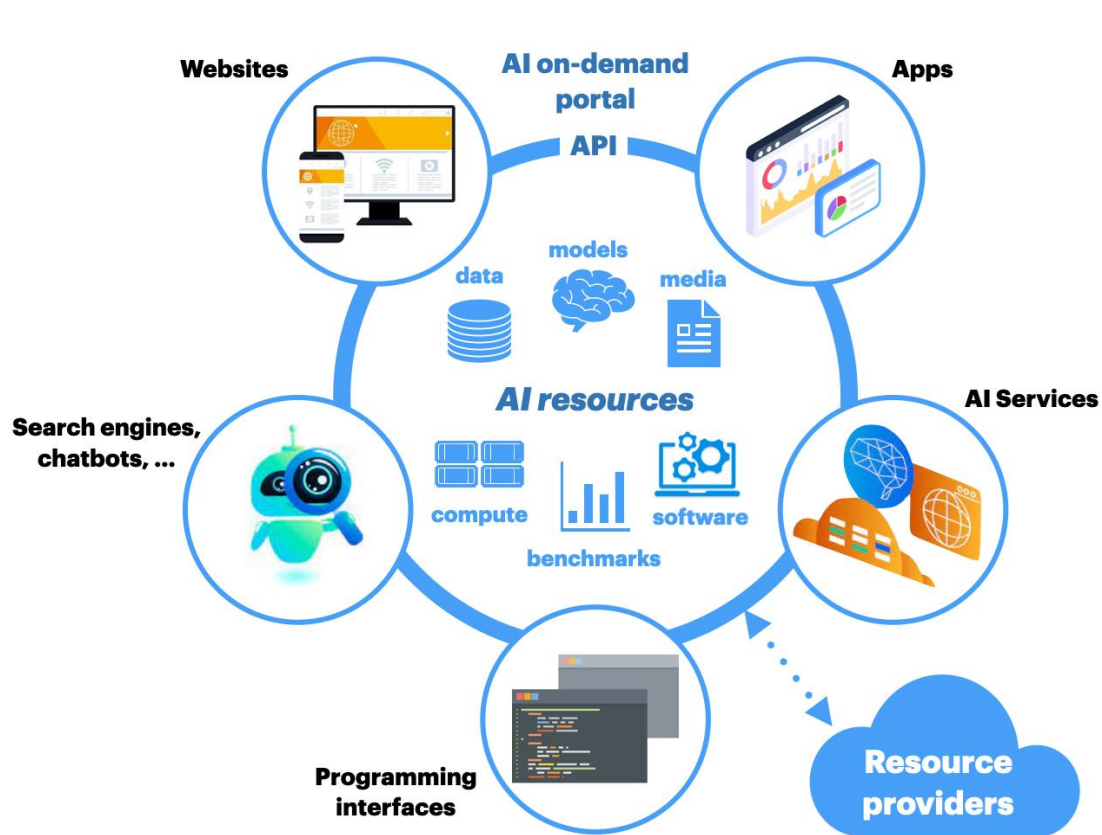 Websites
AI on-demand
portal
API
Apps
models
data
media
AI resources
Search engines,
chatbots, ...
AI Services
compute
software
benchmarks
Programming
interfaces
Resource
providers